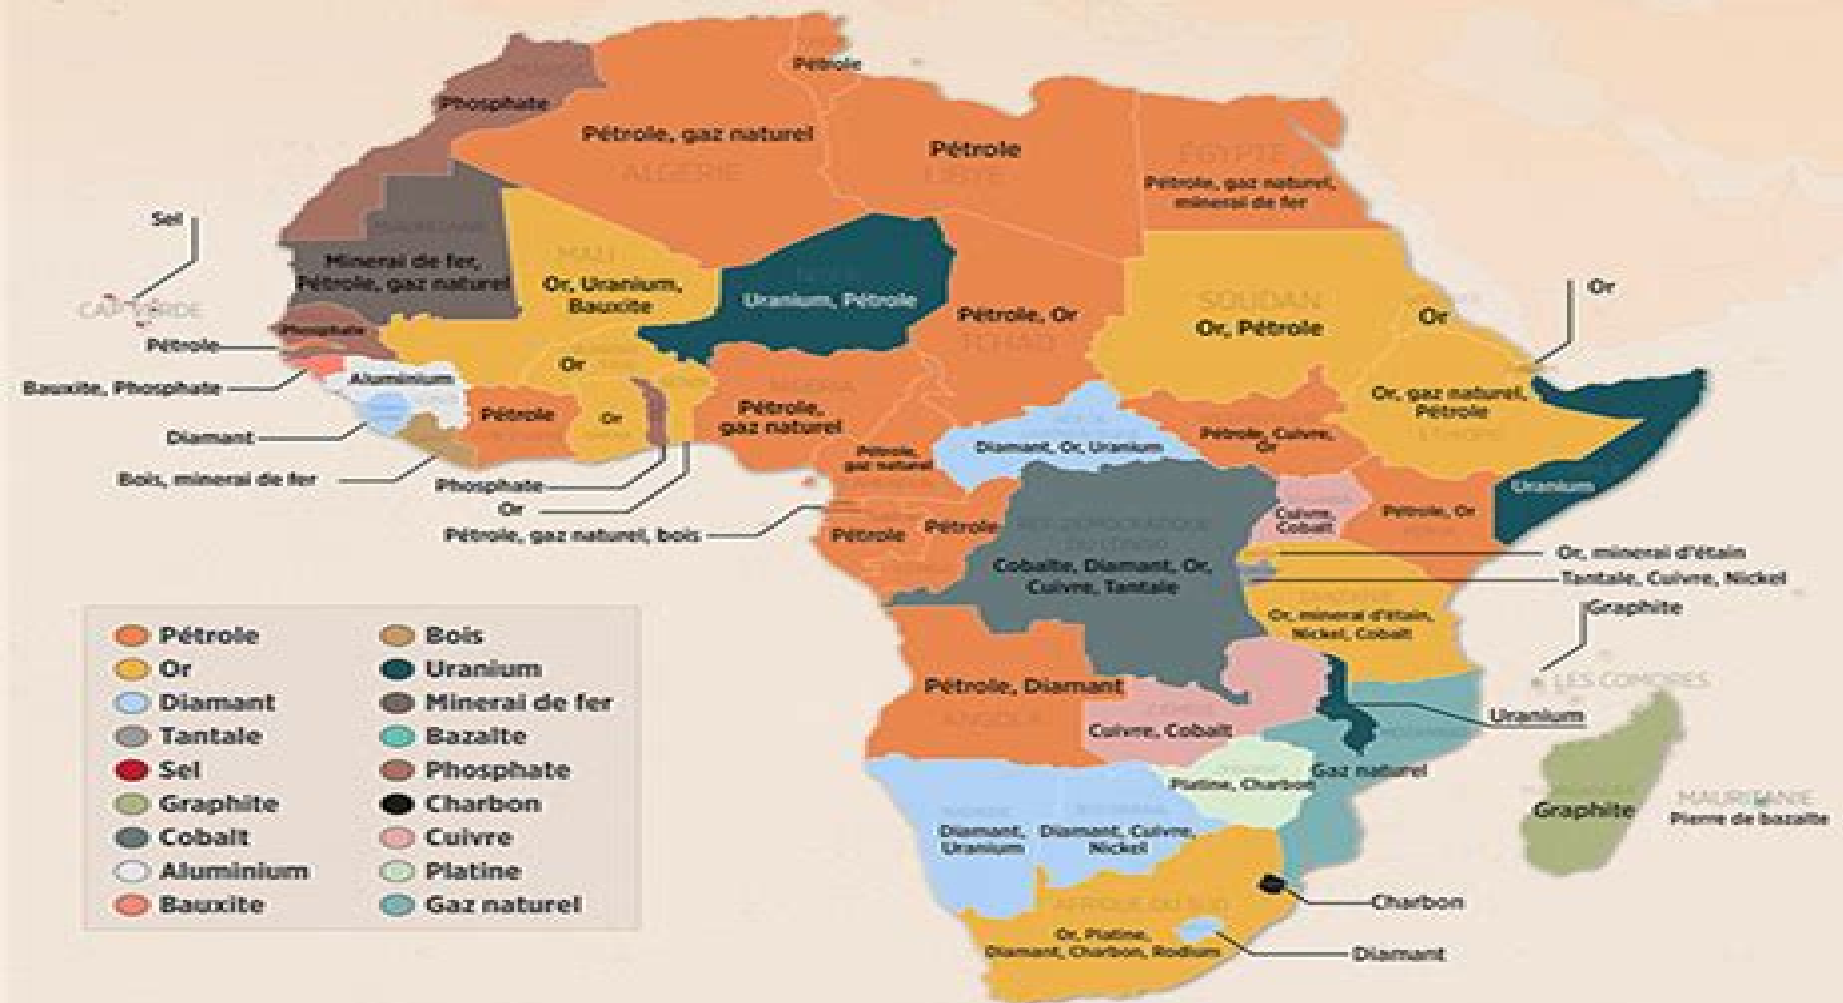 Pétrole
Phosphate
Pétrole, gaz naturel
ALGERIE
Pétrole
LIBYE
EGYPTE
Pétrole, gaz naturel,
minerai de fer
Sel
CAP VERDE
MAURITANIE
Minerai de fer,
Pétrole, gaz naturel
MALI
Or, Uranium,
Bauxite
Uranium, Pétrole
Pétrole, Or
TCHAD
SOUDAN
Or, Pétrole
Or
Or
Phosphate
Pétrole
Bauxite, Phosphate
Aluminium
Diamant
Bois, minerai de fer
Pétrole
Or
Or
Phosphate
Or
Pétrole, gaz naturel, bois
Pétrole,
gaz naturel
Pétrole,
gaz naturel
Diamant, Or, Uranium
Pétrole, Cuivre,
Or
Or, gaz naturel,
Pétrole
ETHIOPIE
Uranium
Pétrole
Pétrole
Cobalte, Diamant, Or,
Cuivre, Tantale
Cuivre,
Cobalt
Pétrole, Or
Or, minerai d'étain
Tantale, Cuivre, Nickel
TANZANIE
Or, minerai d'étain,
Nickel, Cobalt
Graphite
LES COMORES
Pétrole, Diamant
ANGOLA
ZAMBIE
Cuivre, Cobalt
Uranium
Platine, Charbon
Gaz naturel
Graphite
MAURITANIE
Pierre de bazalte
Diamant,
Uranium
Diamant, Cuivre,
Nickel
AFRIQUE DU SUD
Or, Platine,
Diamant, Charbon, Rodium
Charbon
Diamant
Pétrole
Or
Diamant
Tantale
Sel
Graphite
Cobalt
Aluminium
Bauxite
Bois
Uranium
Minerai de fer
Bazalte
Phosphate
Charbon
Cuivre
Platine
Gaz naturel